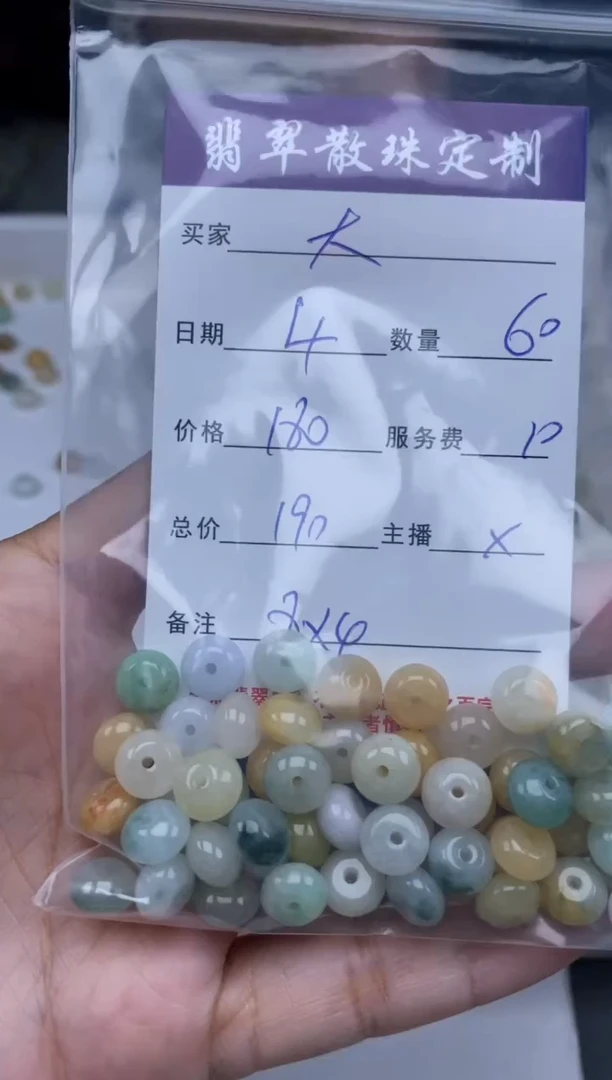 翡翠散珠定制
买家 大
日期 4 数量 60
价格 180 服务费 10
总价 190 主播 X
备注